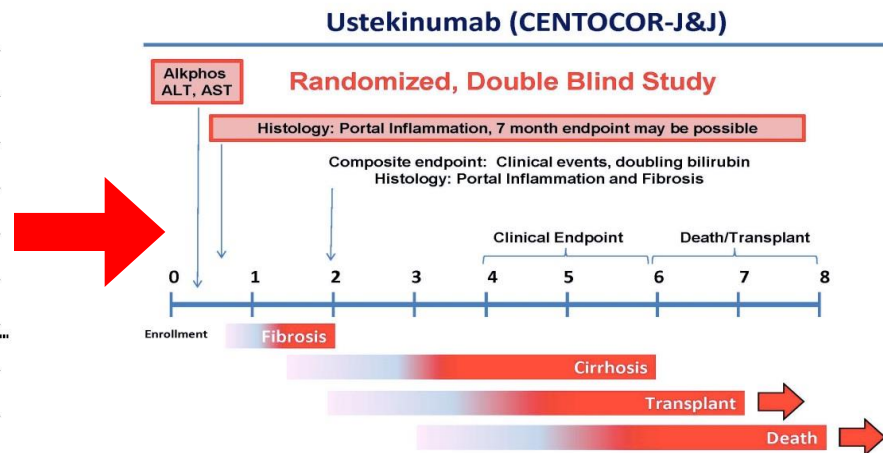 Ustekinumab (CENTOCOR-J&J)
Alkphos
ALT, AST
Randomized, Double Blind Study
Histology: Portal Inflammation, 7 month endpoint may be possible
Composite endpoint: Clinical events, doubling bilirubin
Histology: Portal Inflammation and Fibrosis
Clinical Endpoint Death/Transplant
0 1 2 3 4 5 6 7 8
Enrollment
Fibrosis
Cirrhosis
Transplant
Death